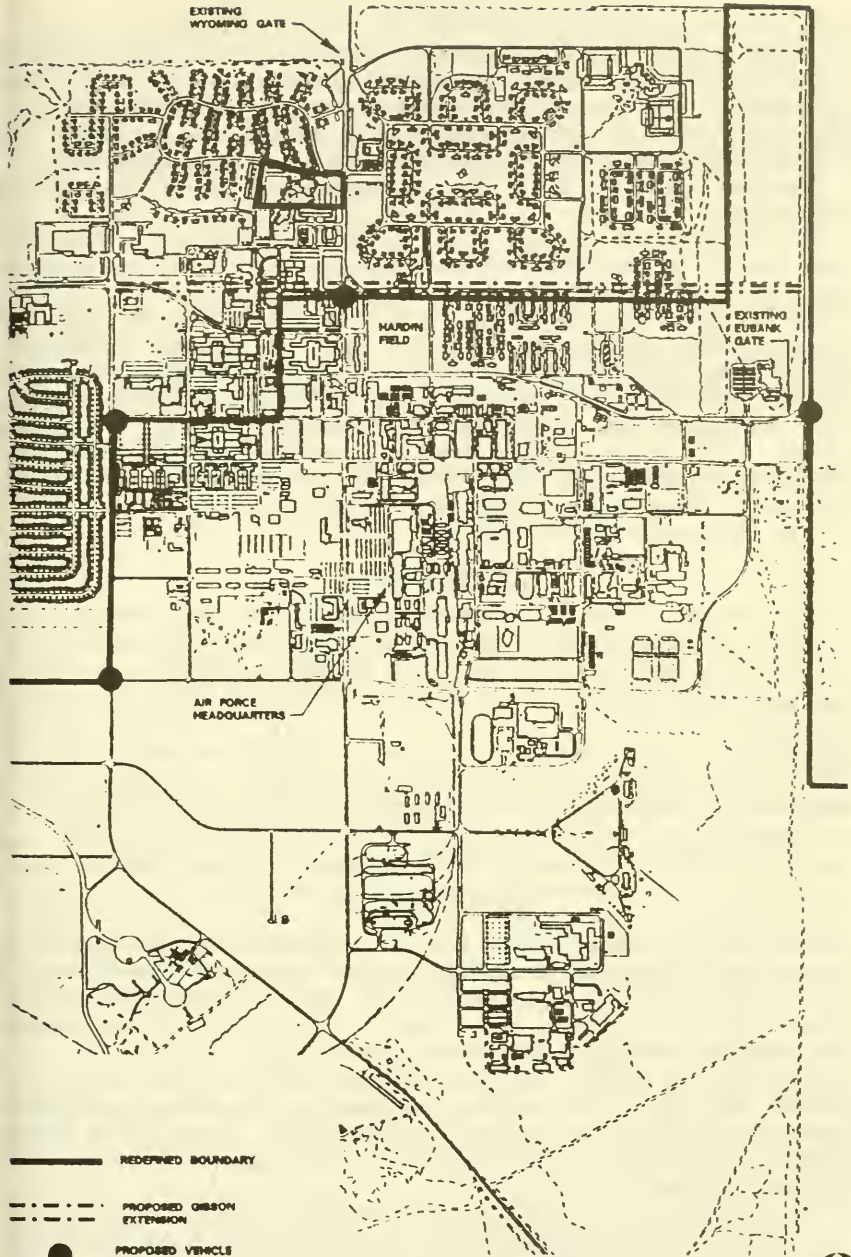 EXISTING
WYOMING GATE
HARDIN
FIELD
EXISTING
EUBANK
GATE
AIR FORCE
HEADQUARTERS
REDEFINED BOUNDARY
PROPOSED GIBSON
EXTENSION
PROPOSED VEHICLE